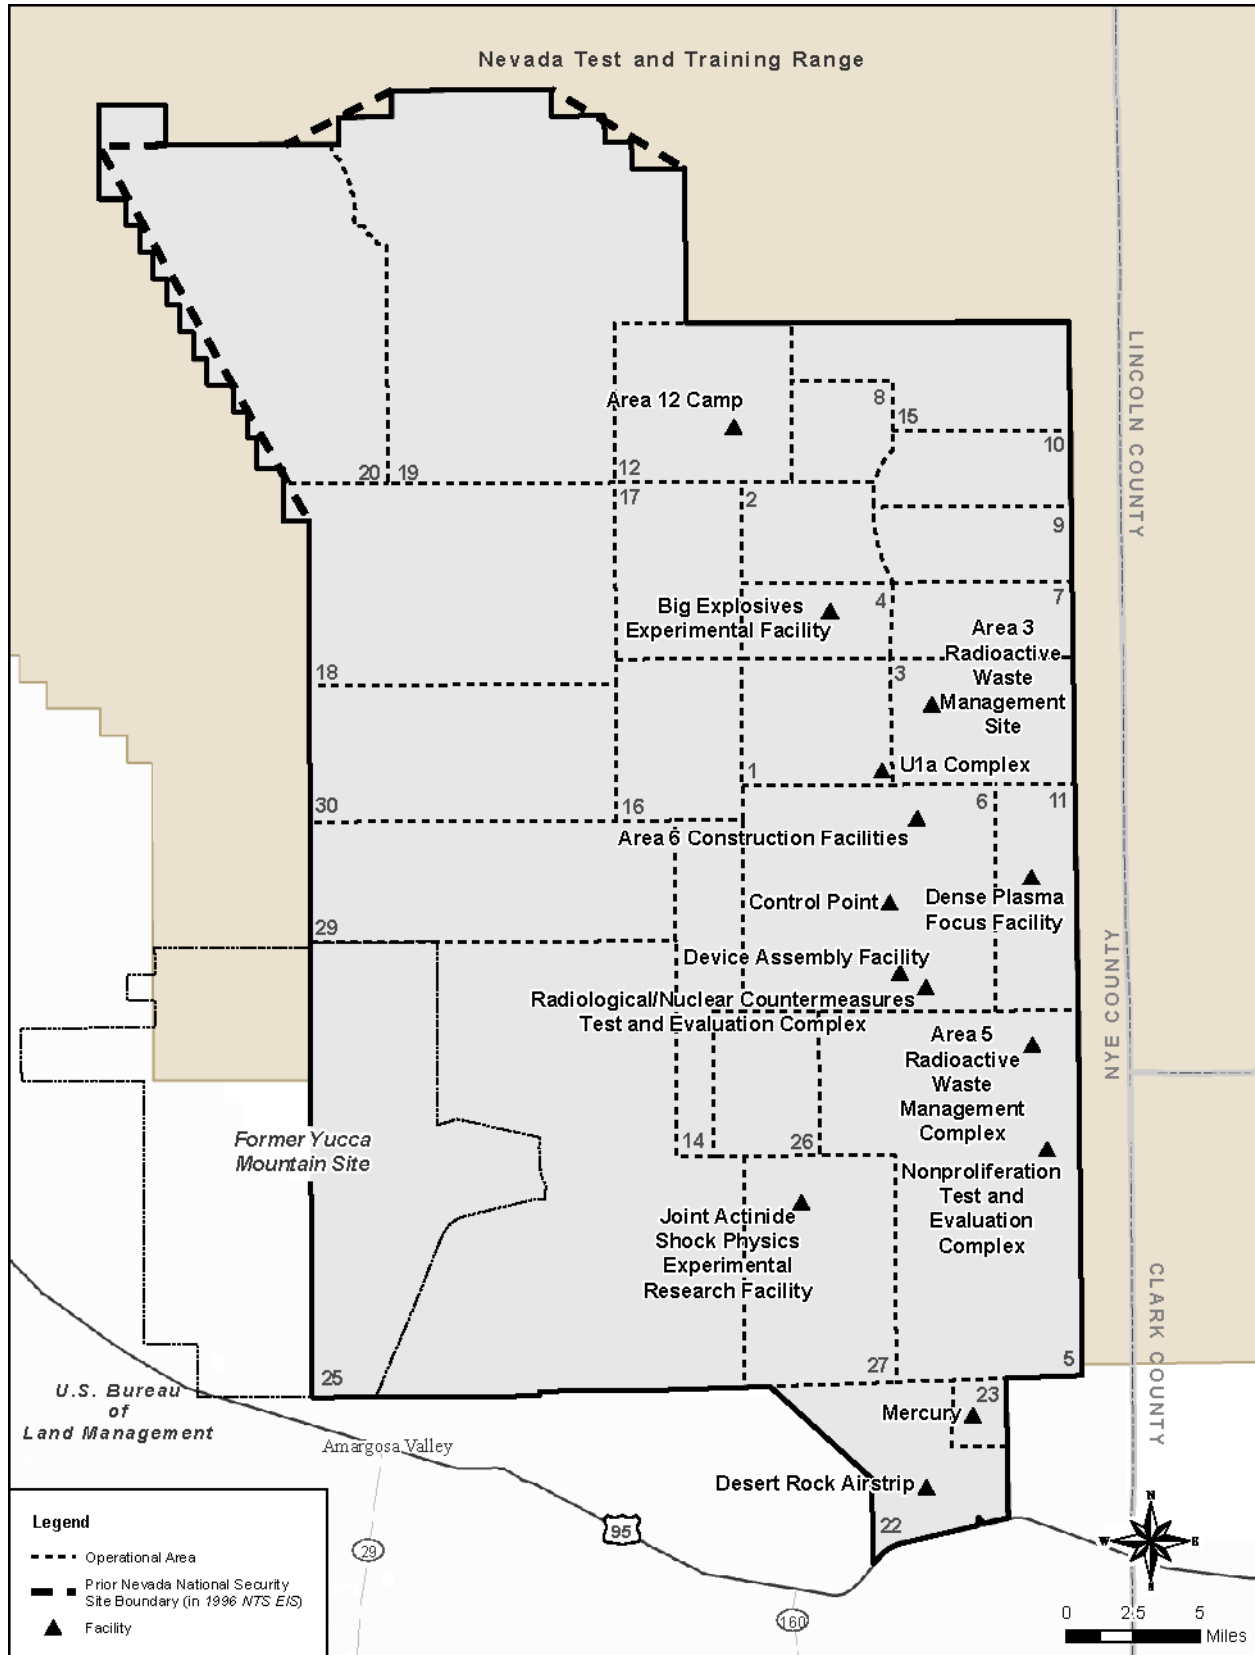 Nevada Test and Training Range
LINCOLN COUNTY
Area 12 Camp
8
15
10
20
19
12
17
2
9
Big Explosives
Experimental Facility
4
7
Area 3
Radioactive
Waste
Management
Site
18
3
U1a Complex
1
30
16
6
11
Area 6 Construction Facilities
Control Point
Dense Plasma
Focus Facility
29
NYE COUNTY
Device Assembly Facility
Radiological/Nuclear Countermeasures
Test and Evaluation Complex
Area 5
Radioactive
Waste
Management
Complex
Former Yucca
Mountain Site
14
26
Nonproliferation
Test and
Evaluation
Complex
Joint Actinide
Shock Physics
Experimental
Research Facility
CLARK COUNTY
25
27
5
U.S. Bureau
of
Land Management
23
Mercury
Amargosa Valley
Desert Rock Airstrip
22
95
29
160
Legend
Operational Area
Prior Nevada National Security
Site Boundary (in 1996 NTS EIS)
Facility
N
W
E
S
0 2.5 5
Miles